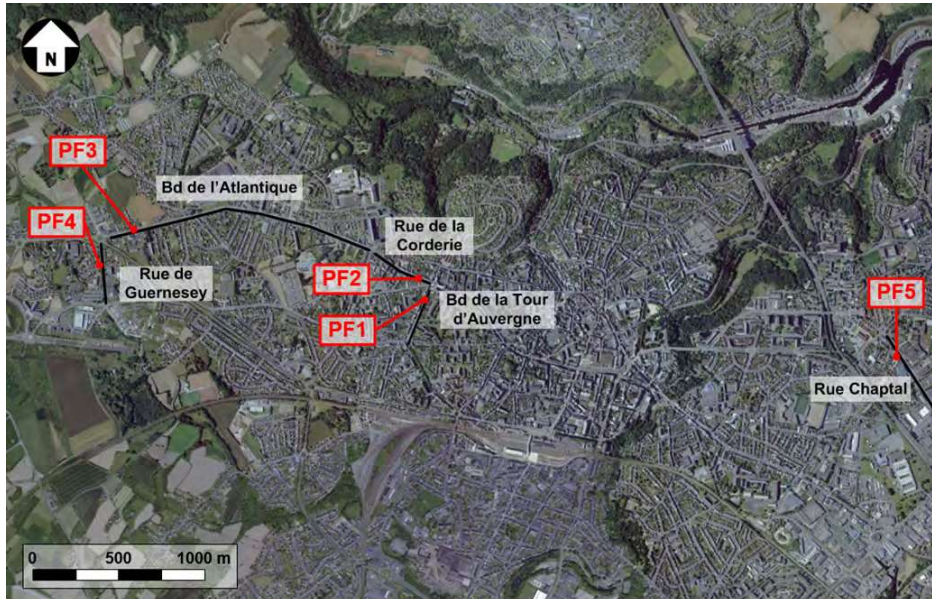 N
PF3
Bd de l'Atlantique
PF4
Rue de la
Corderie
Rue de
Guernesey
PF2
PF1
Bd de la Tour
d'Auvergne
PF5
Rue Chaptal
0 500 1000 m